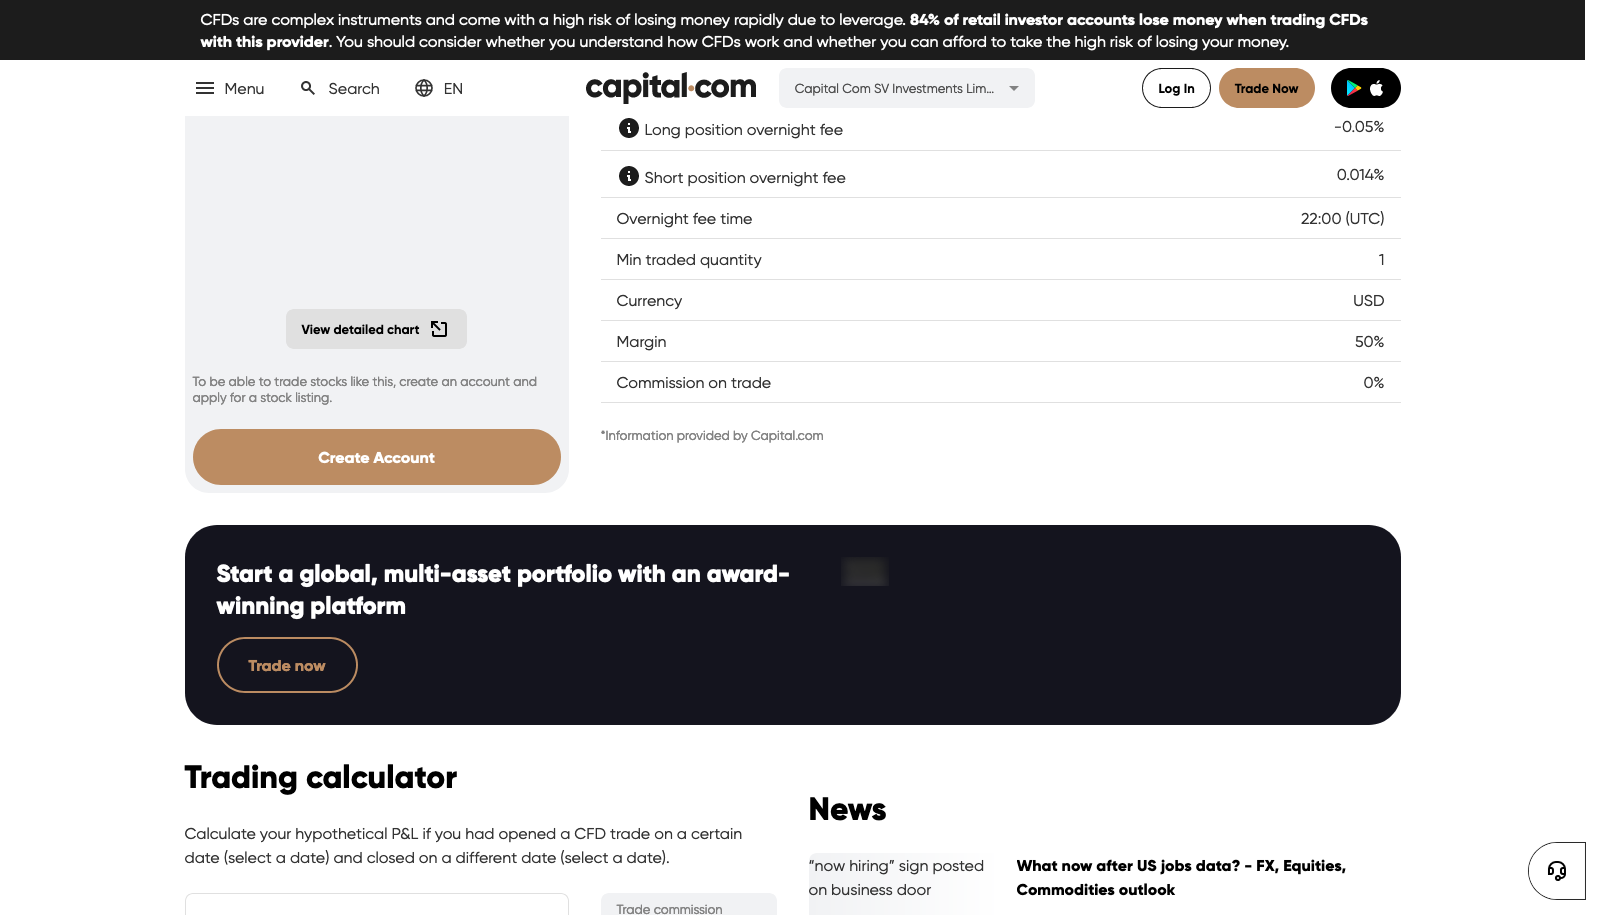 CFDs are complex instruments and come with a high risk of losing money rapidly due to leverage. 84% of retail investor accounts lose money when trading CFDs
with this provider. You should consider whether you understand how CFDs work and whether you can afford to take the high risk of losing your money.
Menu
Search
EN
capital.com
Capital Com SV Investments Lim...
Log In
Trade Now
Long position overnight fee
-0.05%
Short position overnight fee
0.014%
Overnight fee time
22:00 (UTC)
Min traded quantity
1
Currency
USD
Margin
50%
Commission on trade
0%
*Information provided by Capital.com
View detailed chart
To be able to trade stocks like this, create an account and
apply for a stock listing.
Create Account
Start a global, multi-asset portfolio with an award-
winning platform
Trade now
Trading calculator
Calculate your hypothetical P&L if you had opened a CFD trade on a certain
date (select a date) and closed on a different date (select a date).
Trade commission
News
“now hiring” sign posted
on business door
What now after US jobs data? - FX, Equities,
Commodities outlook